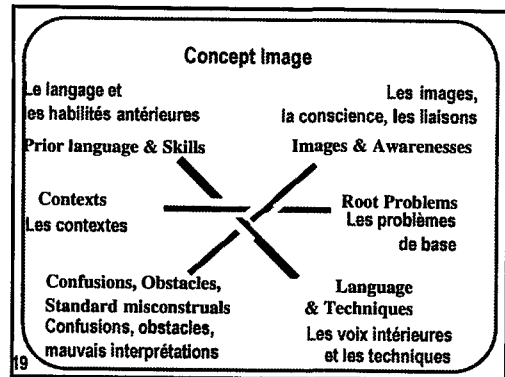 Concept Image
Le langage et
les habilités antérieures
Prior language & Skills
Les images,
la conscience, les liaisons
Images & Awarenesses
Contexts
Les contextes
Root Problems
Les problèmes
de base
Confusions, Obstacles,
Standard misconstruals
Confusions, obstacles,
mauvais interprétations
Language
& Techniques
Les voix intérieures
et les techniques
19